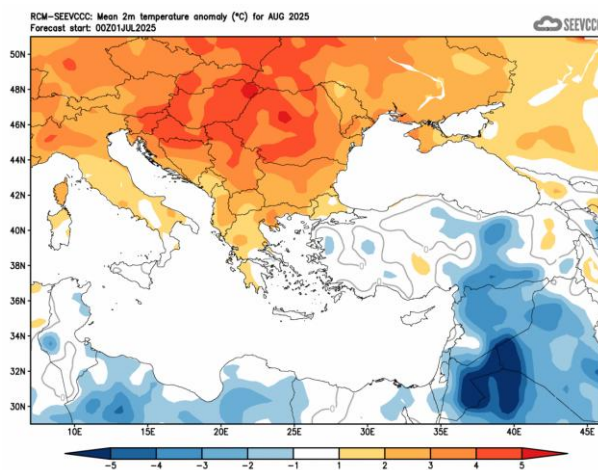 RCM-SEEVCCC: Mean 2m temperature anomaly (°C) for AUG 2025
Forecast start: 00Z01JUL2025
SEEVCCC
50N
48N
46N
44N
42N
40N
38N
36N
34N
32N
30N
10E 15E 20E 25E 30E 35E 40E 45E
-5 -4 -3 -2 -1 1 2 3 4 5